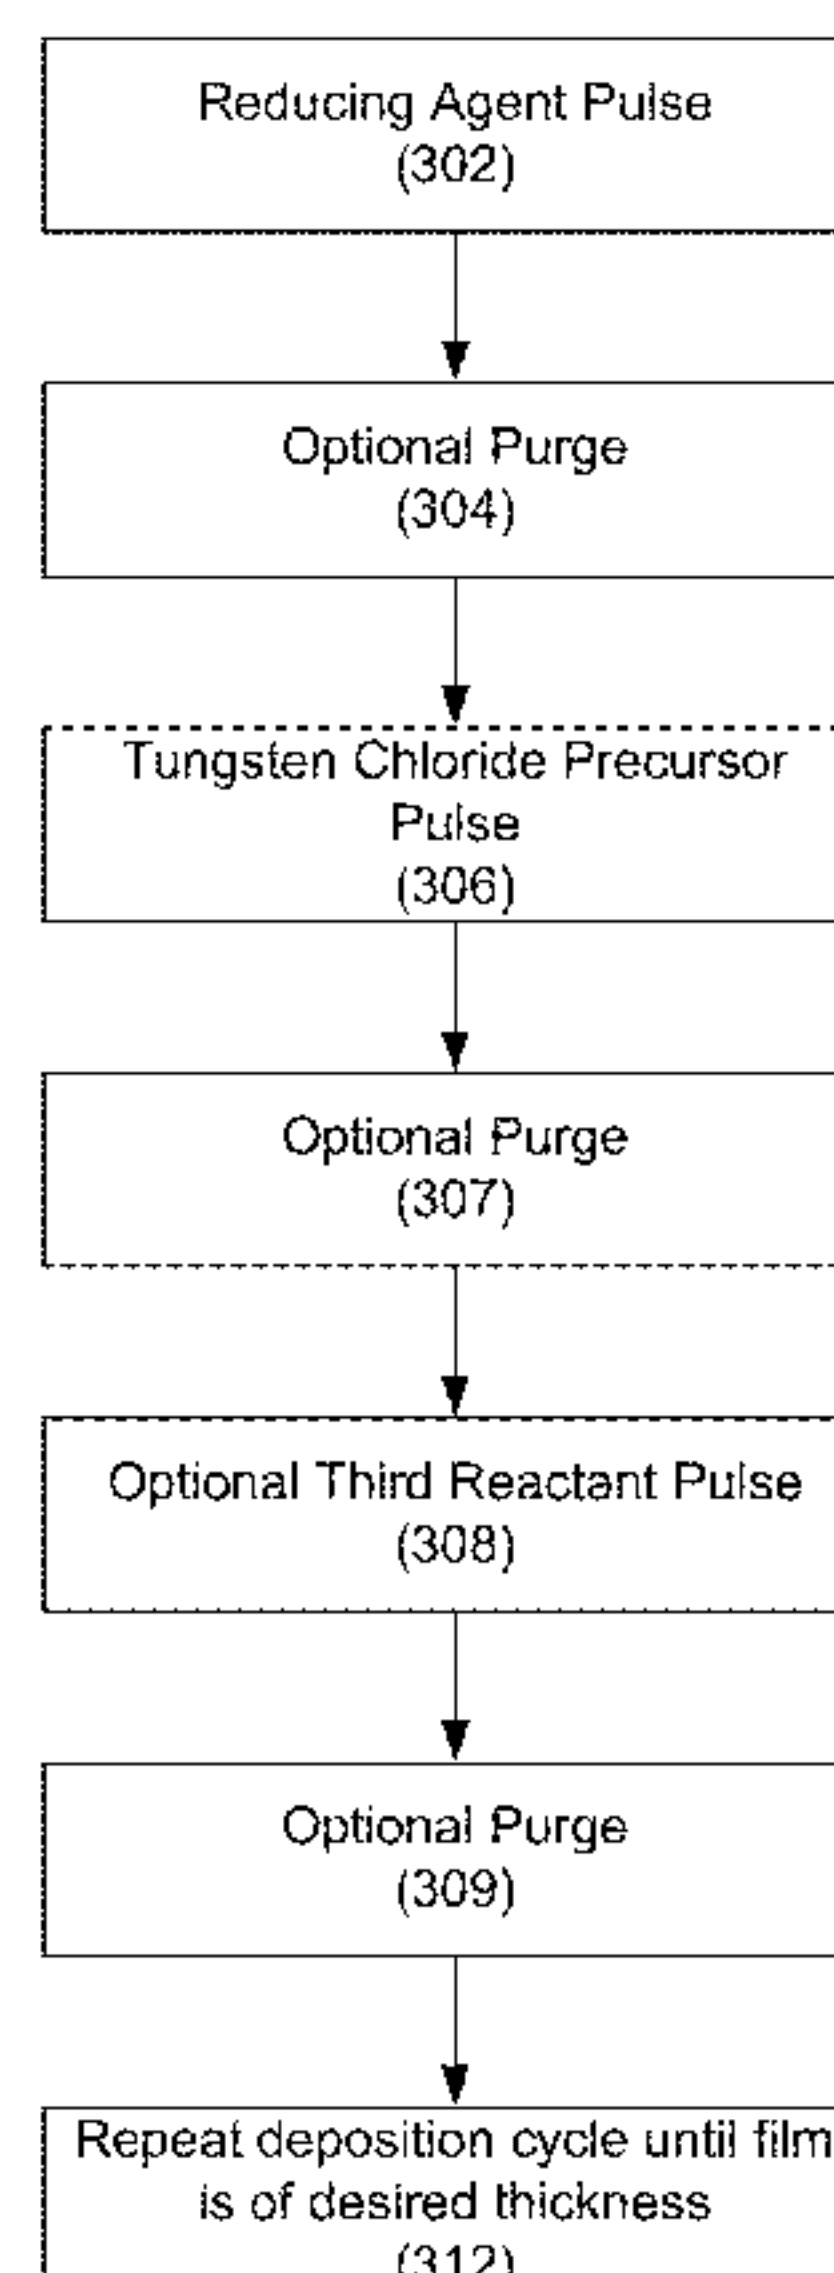 Reducing Agent Pulse
(302)
Optional Purge
(304)
Tungsten Chloride Precursor
Pulse
(306)
Optional Purge
(307)
Optional Third Reactant Pulse
(308)
Optional Purge
(309)
Repeat deposition cycle until film
is of desired thickness
(312)